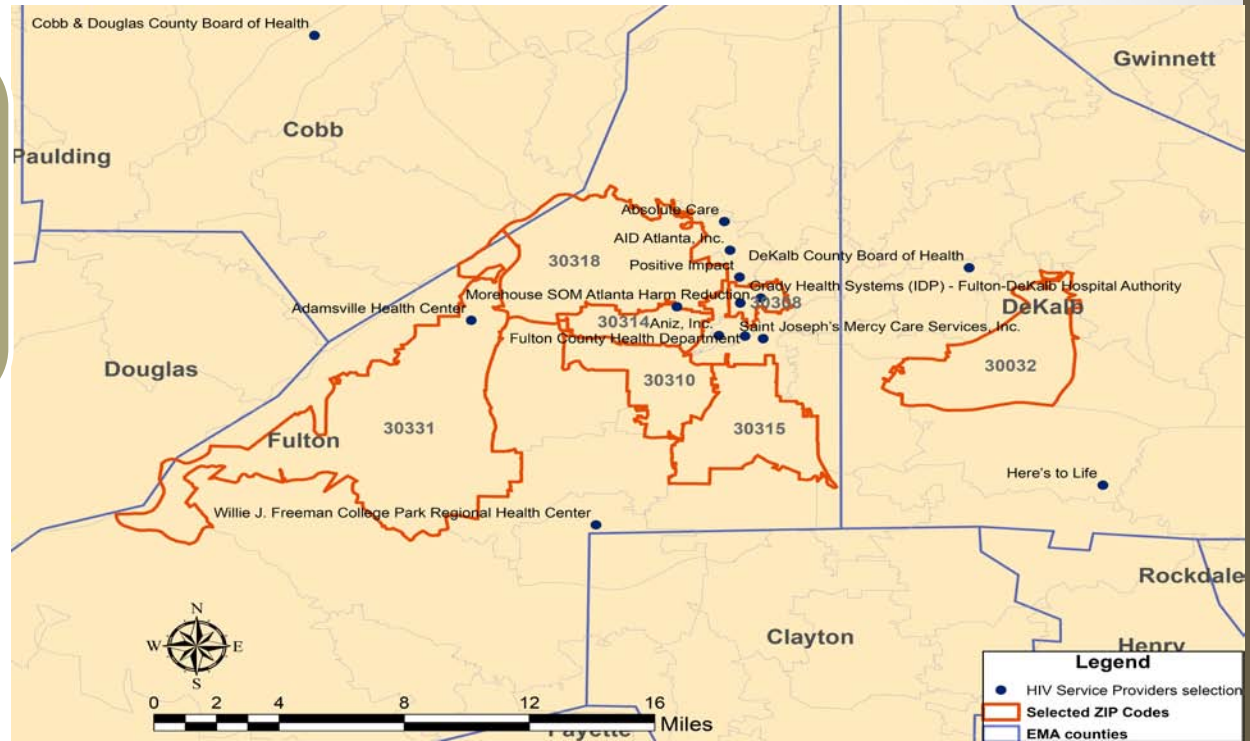 Cobb & Douglas County Board of Health
Gwinnett
Cobb
Paulding
Absolute Care
AID Atlanta, Inc.
DeKalb County Board of Health
30318
Positive Impact
Grady Health Systems (IDP) - Fulton-DeKalb Hospital Authority
Morehouse SOM Atlanta Harm Reduction
Adamsville Health Center
DeKalb
30314
Aniz, Inc.
Saint Joseph's Mercy Care Services, Inc.
Fulton County Health Department
Douglas
30310
30032
30331
30315
Fulton
Here's to Life
Willie J. Freeman College Park Regional Health Center
Rockdale
N
W
E
S
Clayton
Henry
Legend
HIV Service Providers selection
Selected ZIP Codes
EMA counties
0 2 4 8 12 16
Miles
Fayette